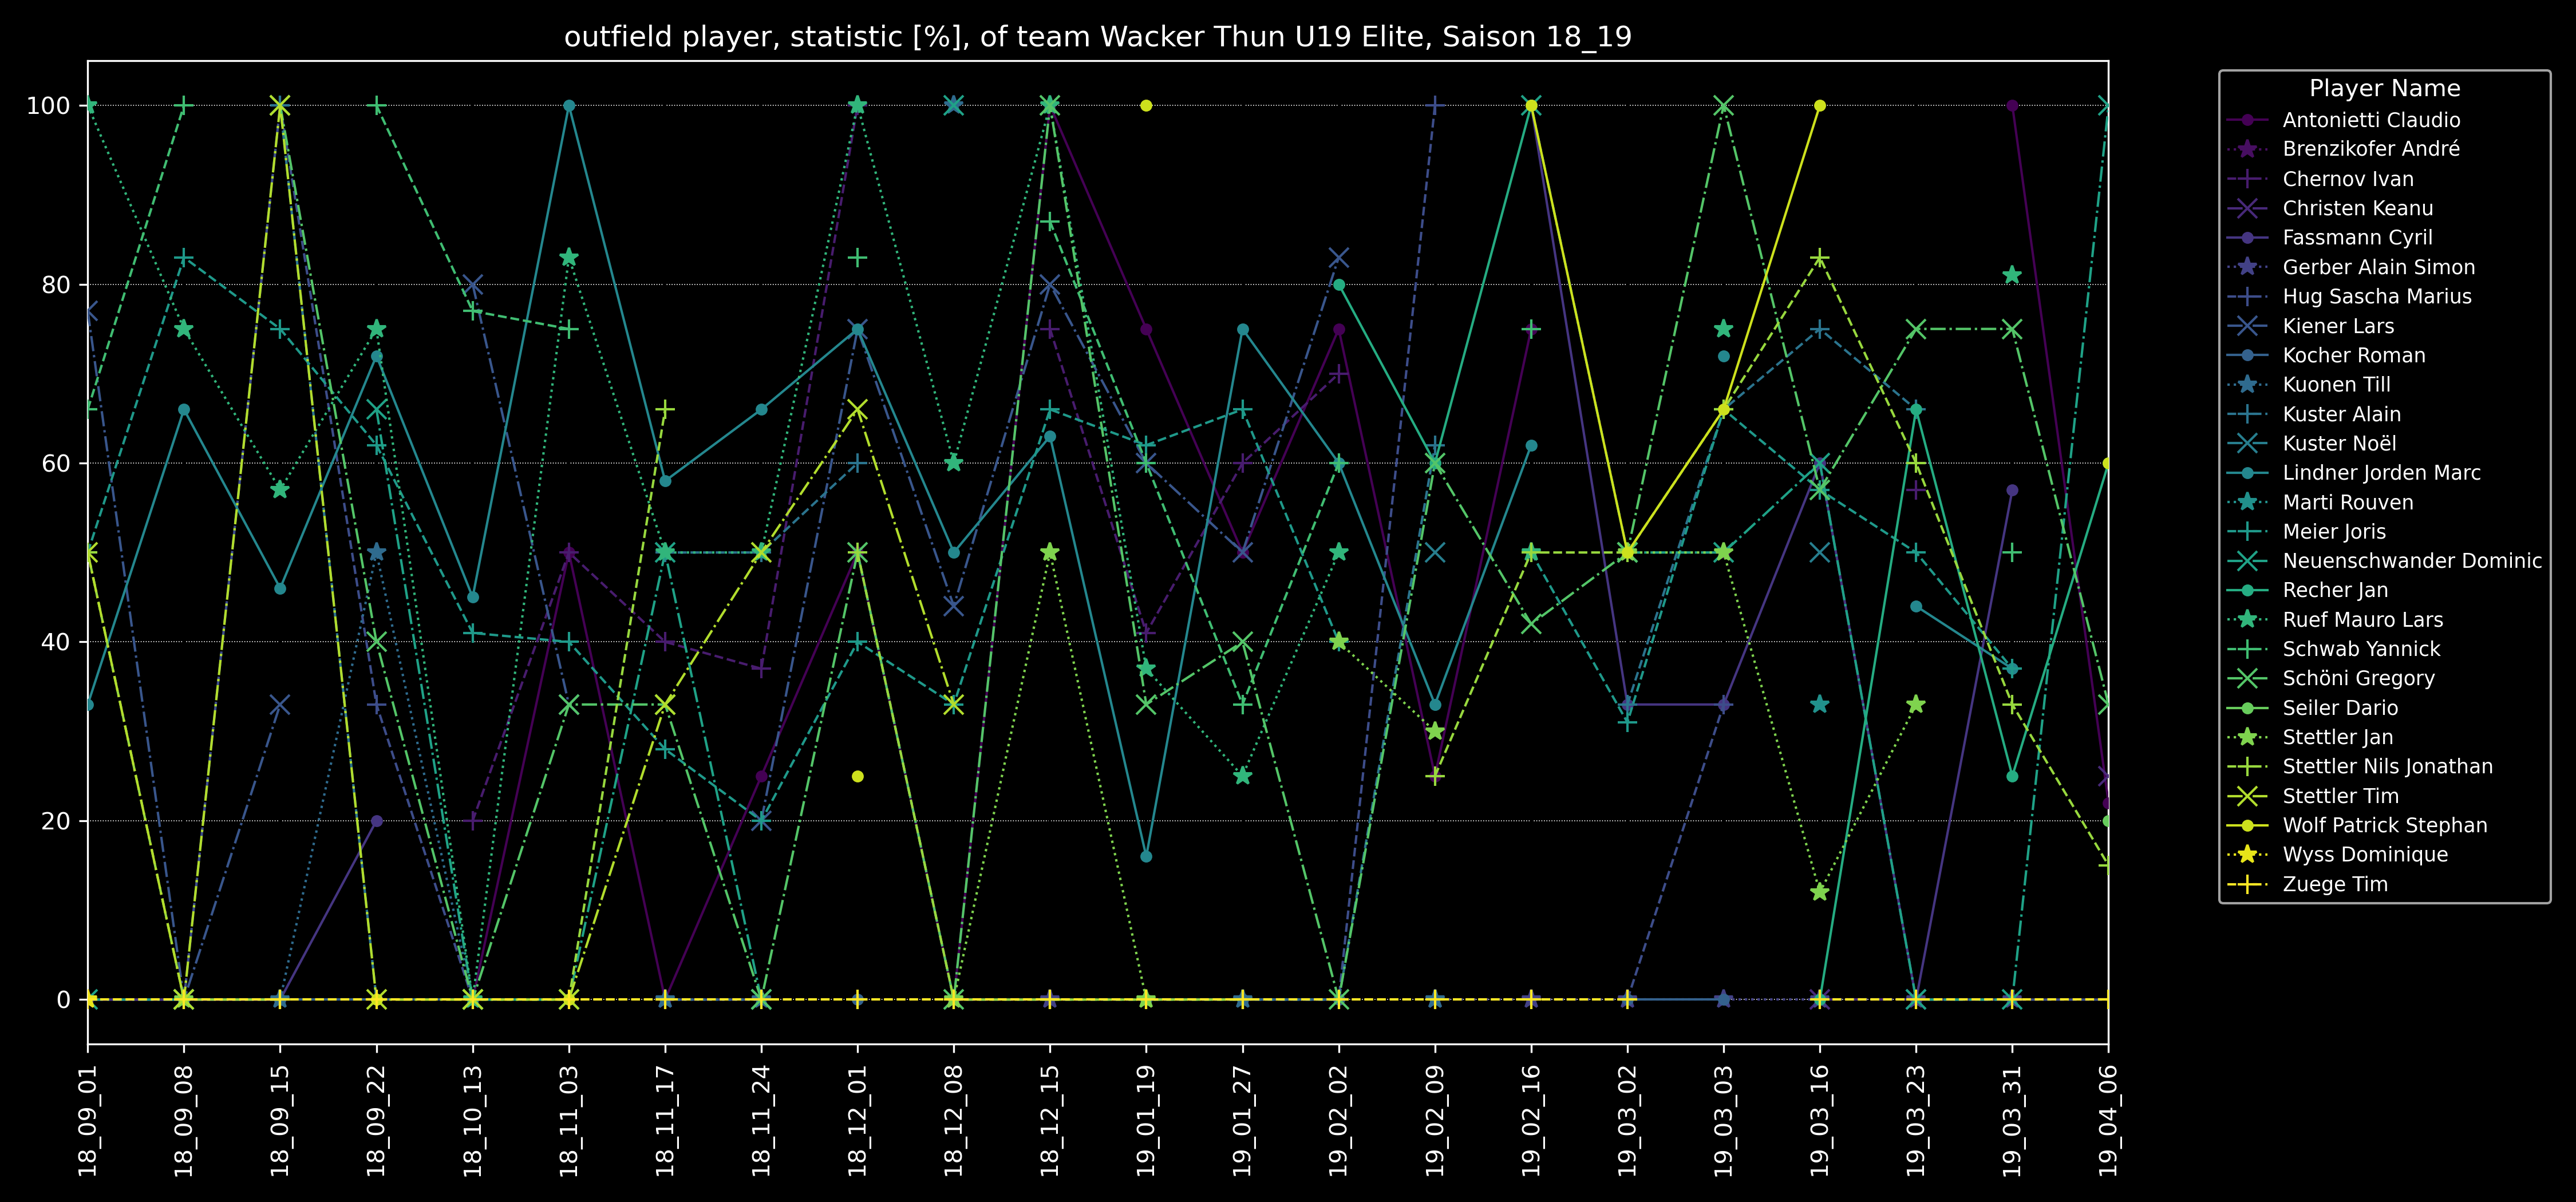 outfield player, statistic [%], of team Wacker Thun U19 Elite, Saison 18_19
100
80
60
40
20
0
18_09_01
18_09_08
18_09_15
18_09_22
18_10_13
18_11_03
18_11_17
18_11_24
18_12_01
18_12_08
18_12_15
19_01_19
19_01_27
19_02_02
19_02_09
19_02_16
19_03_02
19_03_03
19_03_16
19_03_23
19_03_31
19_04_06
Player Name
Antonietti Claudio
Brenzikofer André
Chernov Ivan
Christen Keanu
Fassmann Cyril
Gerber Alain Simon
Hug Sascha Marius
Kiener Lars
Kocher Roman
Kuonen Till
Kuster Alain
Kuster Noël
Lindner Jorden Marc
Marti Rouven
Meier Joris
Neuenschwander Dominic
Recher Jan
Ruef Mauro Lars
Schwab Yannick
Schöni Gregory
Seiler Dario
Stettler Jan
Stettler Nils Jonathan
Stettler Tim
Wolf Patrick Stephan
Wyss Dominique
Zuege Tim